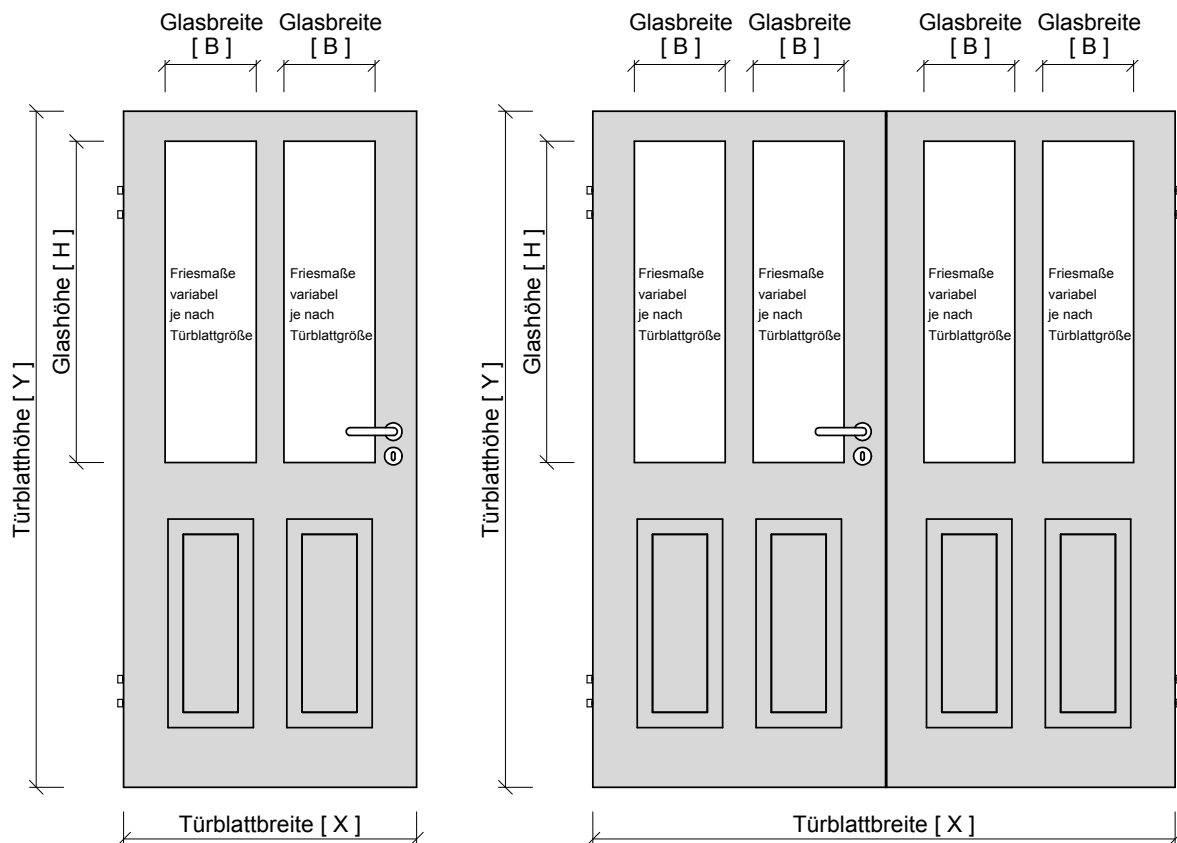 Glasbreite
[ B ]
Glasbreite
[ B ]
Glasbreite
[ B ]
Glasbreite
[ B ]
Glasbreite
[ B ]
Glasbreite
[ B ]
Türblatthöhe [ Y ]
Glashöhe [ H ]
Friesmaße
variabel
je nach
Türblattgröße
Friesmaße
variabel
je nach
Türblattgröße
Türblatthöhe [ Y ]
Glashöhe [ H ]
Friesmaße
variabel
je nach
Türblattgröße
Friesmaße
variabel
je nach
Türblattgröße
Friesmaße
variabel
je nach
Türblattgröße
Friesmaße
variabel
je nach
Türblattgröße
Türblattbreite [ X ]
Türblattbreite [ X ]